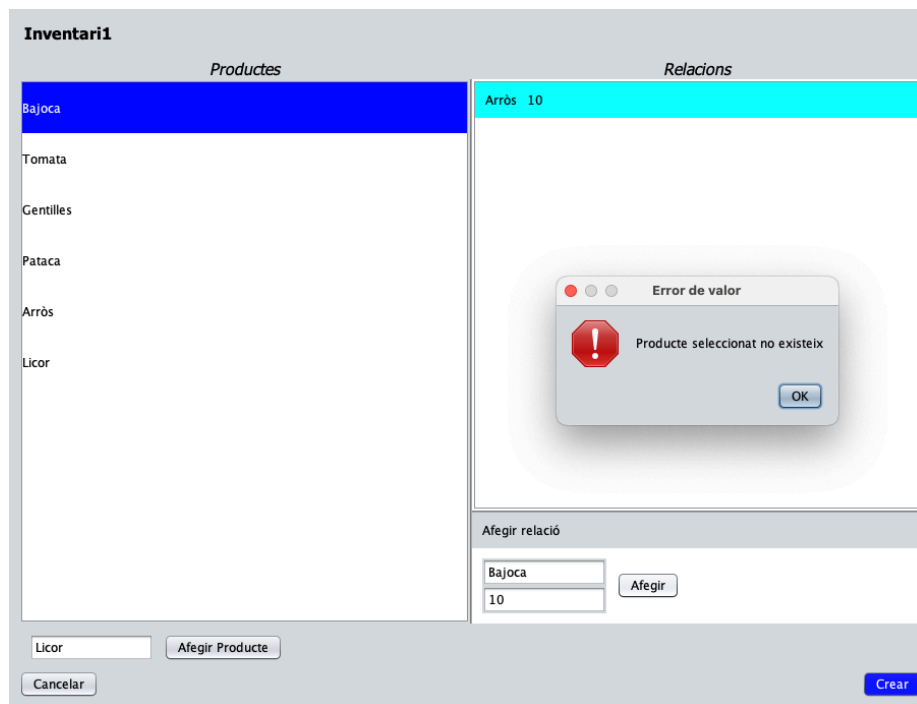 Inventari1
Productes
Relacions
Bajoca
Tomata
Gentilles
Pataca
Arròs
Licor
Arròs 10
Error de valor
Producte seleccionat no existeix
OK
Afegir relació
Bajoca
10
Afegir
Licor
Afegir Producte
Cancelar
Crear